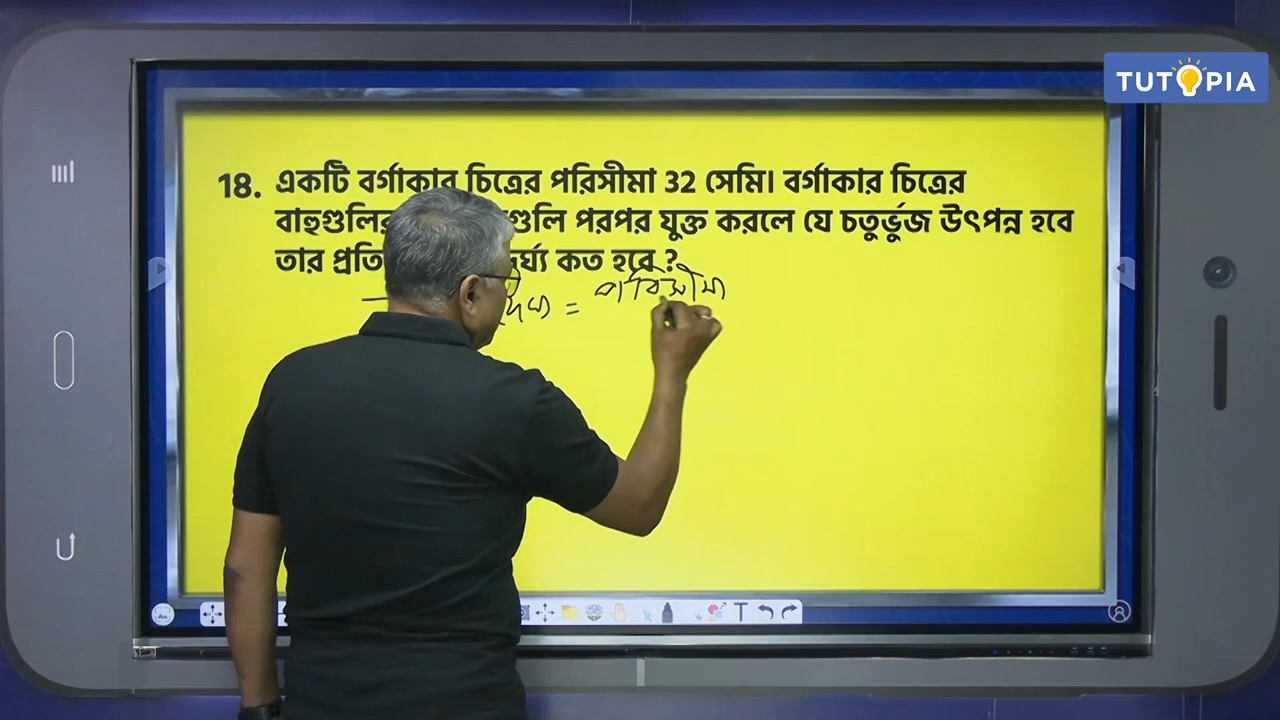 TUTOPIA
18. একটি বর্গাকার চিত্রের পরিসীমা 32 সেমি। বর্গাকার চিত্রের
বাহুগুলির গুলি পরপর যুক্ত করলে যে চতুর্ভুজ উৎপন্ন হবে
তার প্রতি র্ঘ্য কত হবে ?
= পরিসীমা
T